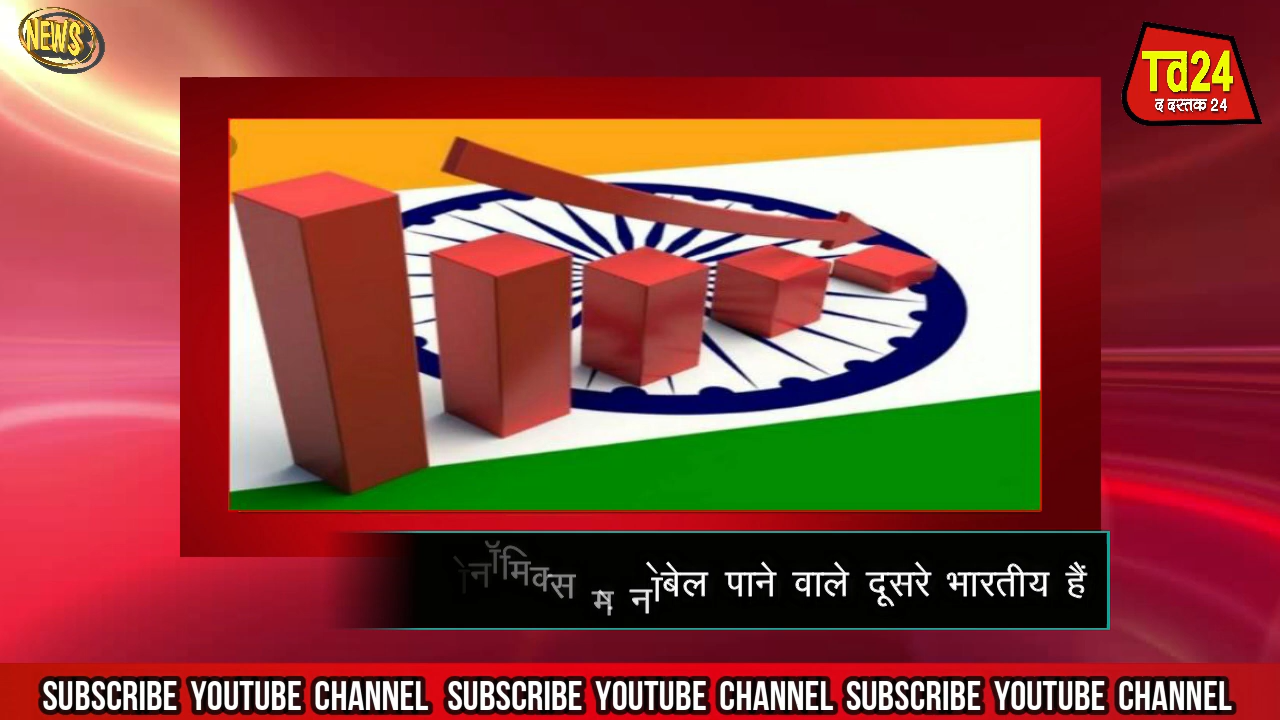 NEWS
Td24
द दस्तक 24
नोबेल पाने वाले दूसरे भारतीय हैं
SUBSCRIBE YOUTUBE CHANNEL SUBSCRIBE YOUTUBE CHANNEL SUBSCRIBE YOUTUBE CHANNEL